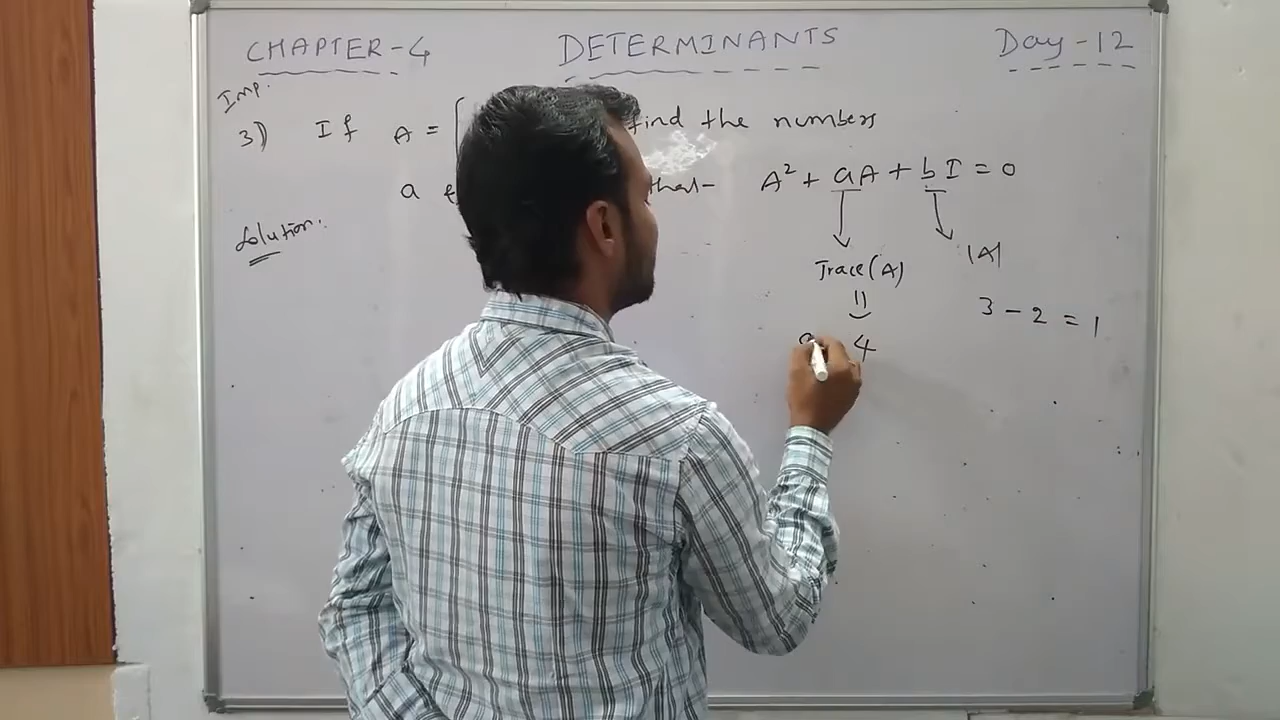 CHAPTER-4 DETERMINANTS Day-12
Imp.
3) If A = [ find the numbers
a that A² + aA + bI = 0
Solution:
Trace(A) |A|
3 - 2 = 1
4